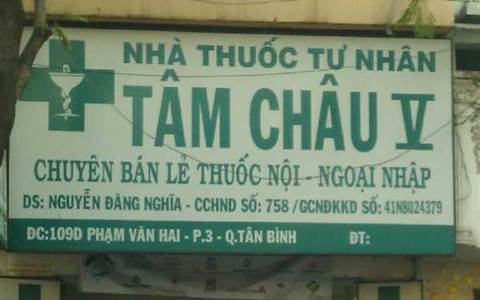 NHÀ THUỐC TƯ NHÂN
TÂM CHÂU V
CHUYÊN BÁN LẺ THUỐC NỘI - NGOẠI NHẬP
DS: NGUYỄN ĐĂNG NGHĨA - CCHND SỐ: 758 / GCNĐKKD SỐ: 41N8024379
ĐC:109D PHẠM VĂN HAI - P.3 - Q.TÂN BÌNH ĐT: